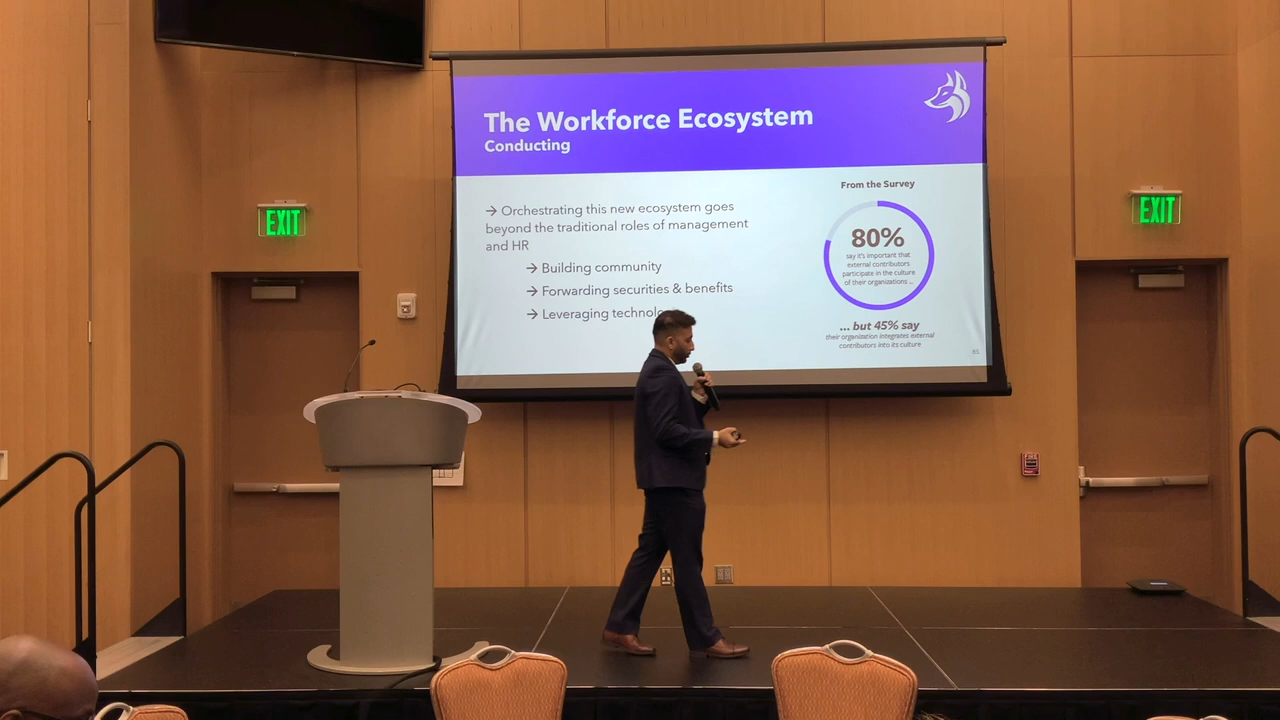 The Workforce Ecosystem
Conducting
→ Orchestrating this new ecosystem goes
beyond the traditional roles of management
and HR
→ Building community
→ Forwarding securities & benefits
→ Leveraging
From the Survey
80%
say it's important that
external contributors
participate in the culture
of their organizations ...
... but 45% say
their organization integrates external
contributors into its culture
85
EXIT
EXIT